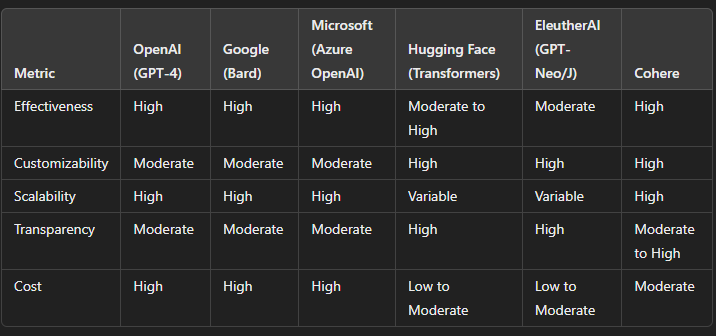 Metric OpenAI (GPT-4) Google (Bard) Microsoft (Azure OpenAI) Hugging Face (Transformers) EleutherAI (GPT-Neo/J) Cohere
Effectiveness High High High Moderate to High Moderate High
Customizability Moderate Moderate Moderate High High High
Scalability High High High Variable Variable High
Transparency Moderate Moderate Moderate High High Moderate to High
Cost High High High Low to Moderate Low to Moderate Moderate